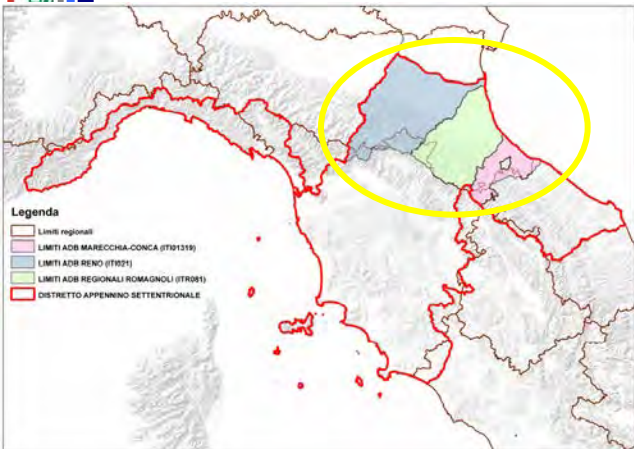 Legenda
Limiti regionali
LIMITI ADB MARECCHIA-CONCA (ITI01319)
LIMITI ADB RENO (ITI021)
LIMITI ADB REGIONALI ROMAGNOLI (ITR081)
DISTRETTO APPENNINO SETTENTRIONALE